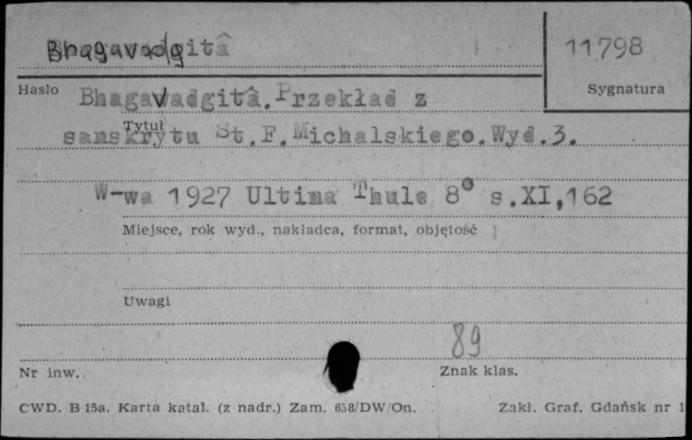 Bhagavadgitâ
11798
Hasło
Sygnatura
Bhagavadgitâ. Przekład z
Tytuł
sanskrytu St. F. Michalskiego. Wyd. 3.
W-wa 1927 Ultima Thule 8° s. XI, 162
Miejsce, rok wyd., nakładca, format, objętość
Uwagi
89
Nr inw.
Znak klas.
CWD. B 15a. Karta katal. (z nadr.) Zam. 658/DW/On.
Zakł. Graf. Gdańsk nr 1